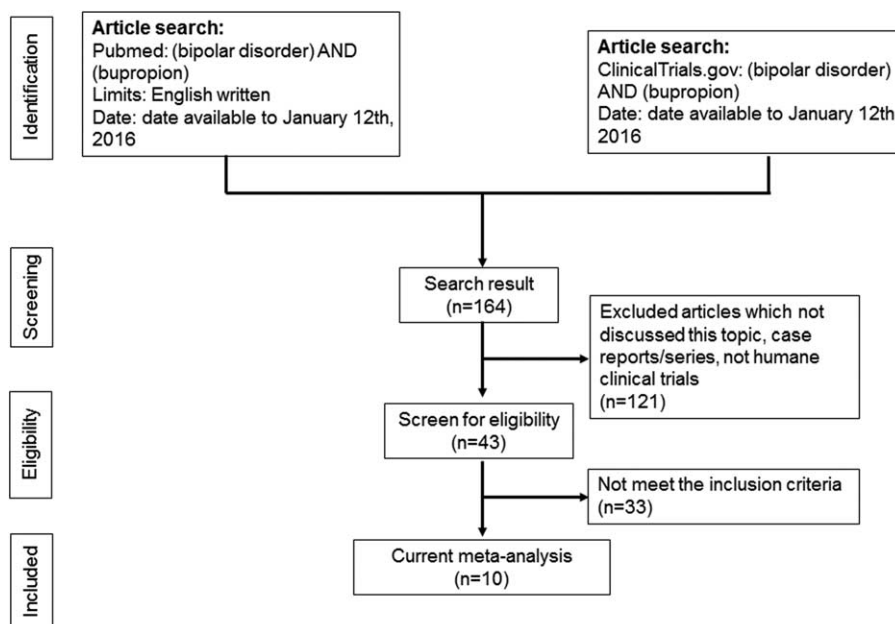 Identification
Article search:
Pubmed: (bipolar disorder) AND
(bupropion)
Limits: English written
Date: date available to January 12th,
2016
Article search:
ClinicalTrials.gov: (bipolar disorder)
AND (bupropion)
Date: date available to January 12th
2016
Screening
Search result
(n=164)
Excluded articles which not
discussed this topic, case
reports/series, not humane
clinical trials
(n=121)
Eligibility
Screen for eligibility
(n=43)
Not meet the inclusion criteria
(n=33)
Included
Current meta-analysis
(n=10)